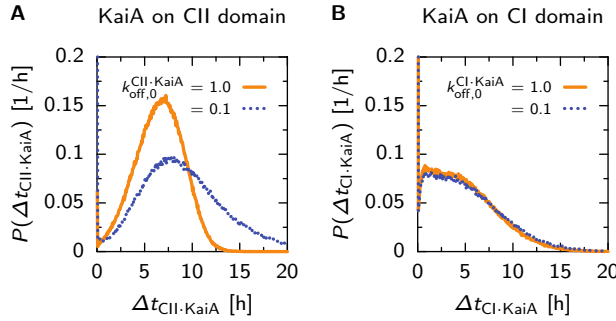 A KaiA on CII domain
0.2
0.15
0.1
0.05
0
0 5 10 15 20
P(Δt_CII·KaiA) [1/h]
Δt_CII·KaiA [h]
k_off,0^CII·KaiA = 1.0
= 0.1
B KaiA on CI domain
0.2
0.15
0.1
0.05
0
0 5 10 15 20
P(Δt_CI·KaiA) [1/h]
Δt_CI·KaiA [h]
k_off,0^CI·KaiA = 1.0
= 0.1